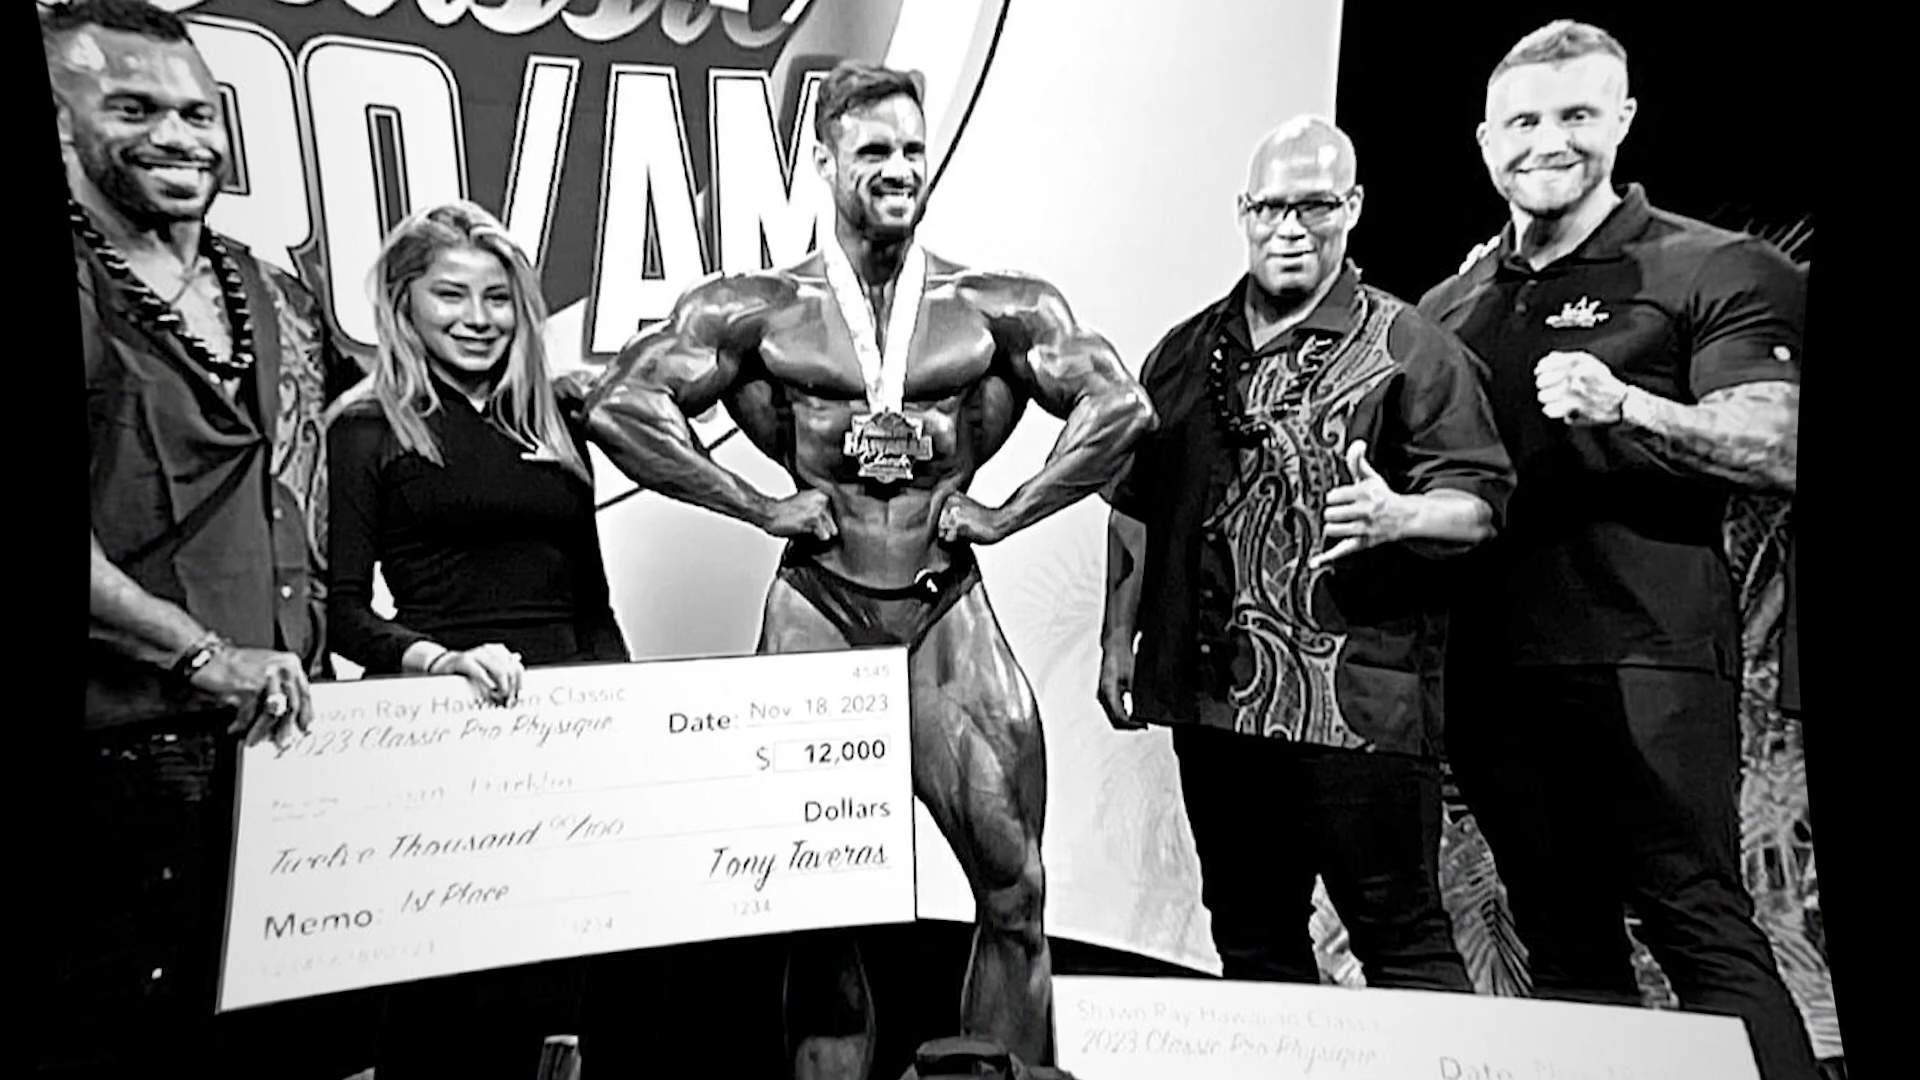 Classic
PRO/AM
4545
Shawn Ray Hawaiian Classic
2023 Classic Pro Physique
Date: Nov 18 2023
$ 12,000
Twelve Thousand 00/100
Dollars
Memo: 1st Place
Tony Taveras
1234
1234
Shawn Ray Hawaiian Classic
2023 Classic Pro Physique
Date